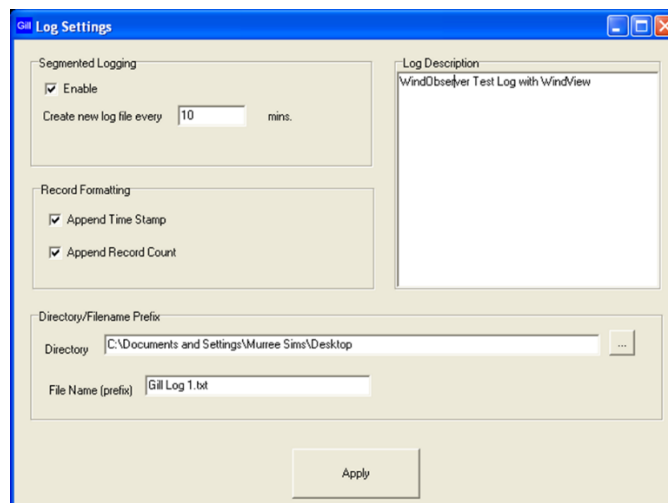 Gill Log Settings
Segmented Logging
Enable
Create new log file every 10 mins.
Log Description
WindObserver Test Log with WindView
Record Formatting
Append Time Stamp
Append Record Count
Directory/Filename Prefix
Directory C:\Documents and Settings\Murree Sims\Desktop ...
File Name (prefix) Gill Log 1.txt
Apply